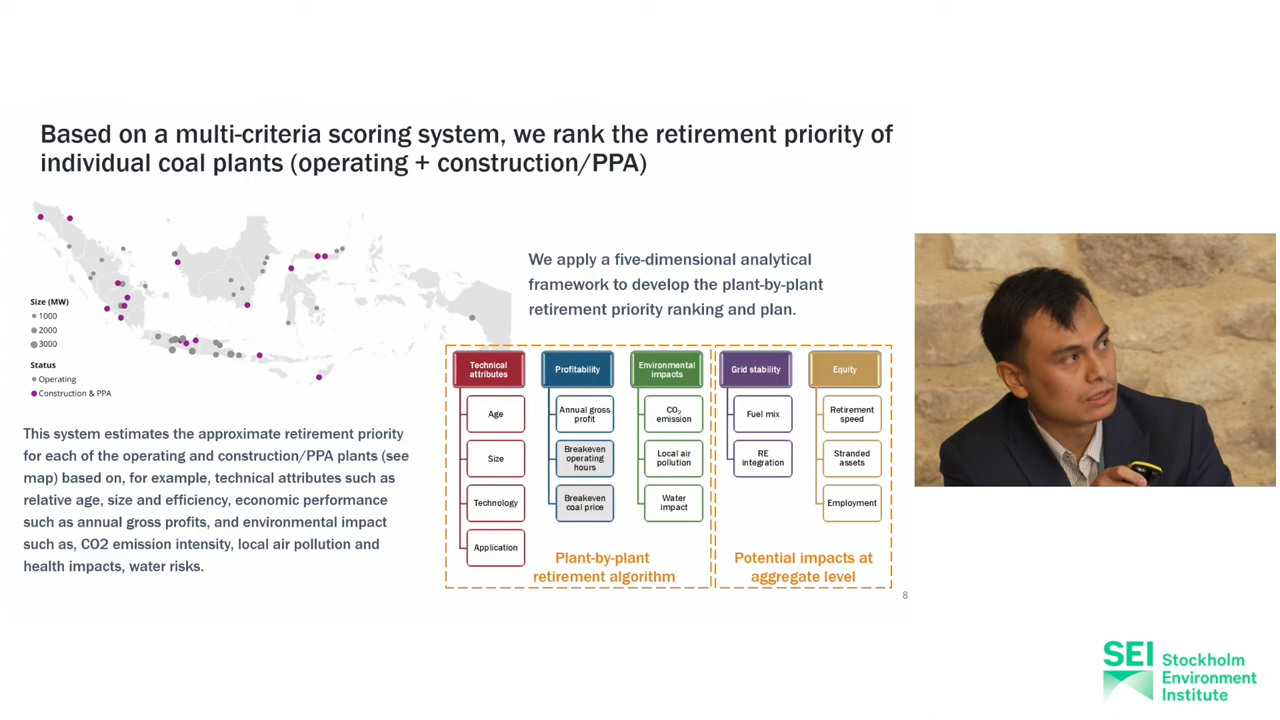 Based on a multi-criteria scoring system, we rank the retirement priority of
individual coal plants (operating + construction/PPA)
Size (MW)
1000
2000
3000
Status
Operating
Construction & PPA
This system estimates the approximate retirement priority
for each of the operating and construction/PPA plants (see
map) based on, for example, technical attributes such as
relative age, size and efficiency, economic performance
such as annual gross profits, and environmental impact
such as, CO2 emission intensity, local air pollution and
health impacts, water risks.
We apply a five-dimensional analytical
framework to develop the plant-by-plant
retirement priority ranking and plan.
Technical
attributes
Age
Size
Technology
Application
Profitability
Annual gross
profit
Breakeven
operating
hours
Breakeven
coal price
Environmental
impacts
CO₂
emission
Local air
pollution
Water
impact
Plant-by-plant
retirement algorithm
Grid stability
Fuel mix
RE
integration
Equity
Retirement
speed
Stranded
assets
Employment
Potential impacts at
aggregate level
8
SEI
Stockholm
Environment
Institute